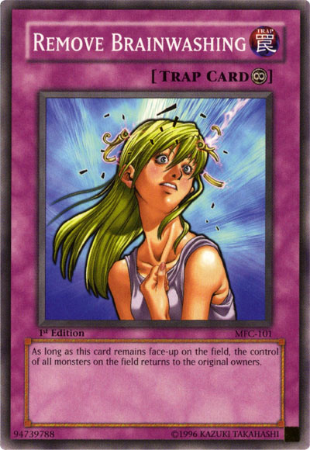 REMOVE BRAINWASHING
TRAP
罠
[TRAP CARD∞]
1st Edition
MFC-101
As long as this card remains face-up on the field, the control
of all monsters on the field returns to the original owners.
94739788
©1996 KAZUKI TAKAHASHI